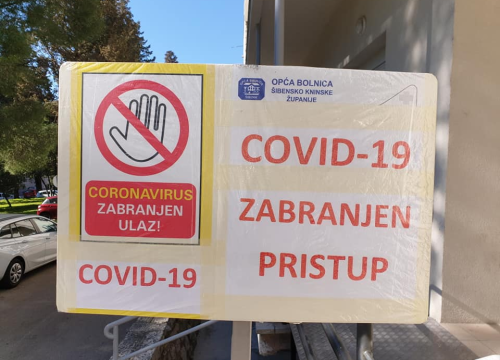 CORONAVIRUS
ZABRANJEN
ULAZ!
COVID-19
OPĆA BOLNICA
ŠIBENSKO KNINSKE
ŽUPANIJE
COVID-19
ZABRANJEN
PRISTUP